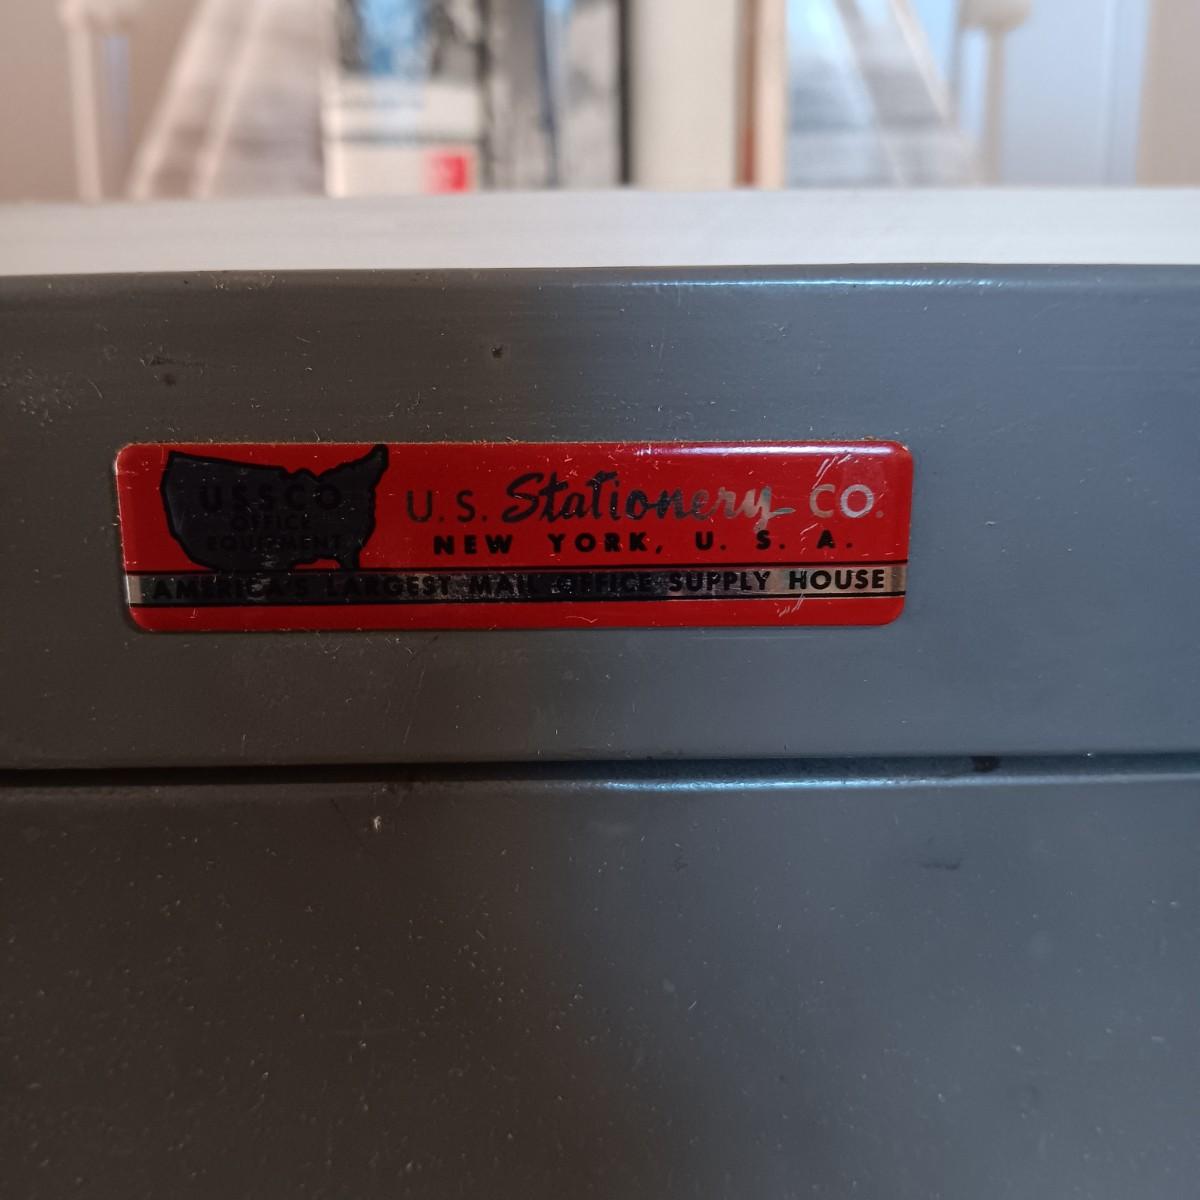 USSCO
OFFICE
EQUIPMENT
U.S. Stationery CO.
NEW YORK, U. S. A.
AMERICA'S LARGEST MAIL OFFICE SUPPLY HOUSE